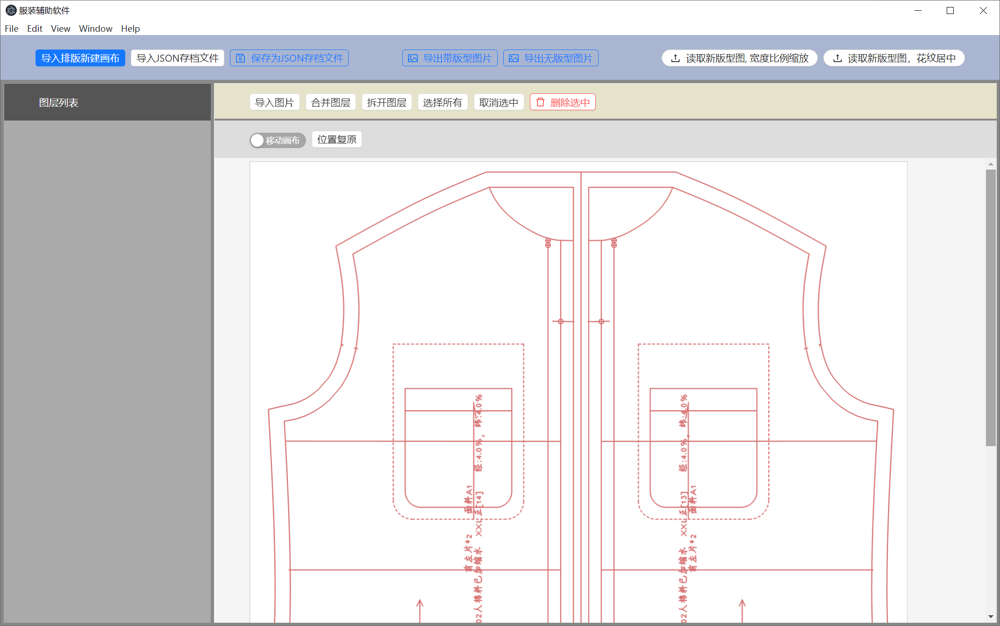 服装辅助软件
File Edit View Window Help
导入排版新建画布 导入JSON存档文件 保存为JSON存档文件 导出带版型图片 导出无版型图片 读取新版型图, 宽度比例缩放 读取新版型图，花纹居中
图层列表
导入图片 合并图层 拆开图层 选择所有 取消选中 删除选中
移动画布 位置复原
前左片*2 面料A1
02人棉料已加缩水 XXL正[14] 经:4.0%, 纬:4.0%
02人棉料已加缩水 XXL正[13] 经:4.0%, 纬:4.0%
前左片*2 面料A1